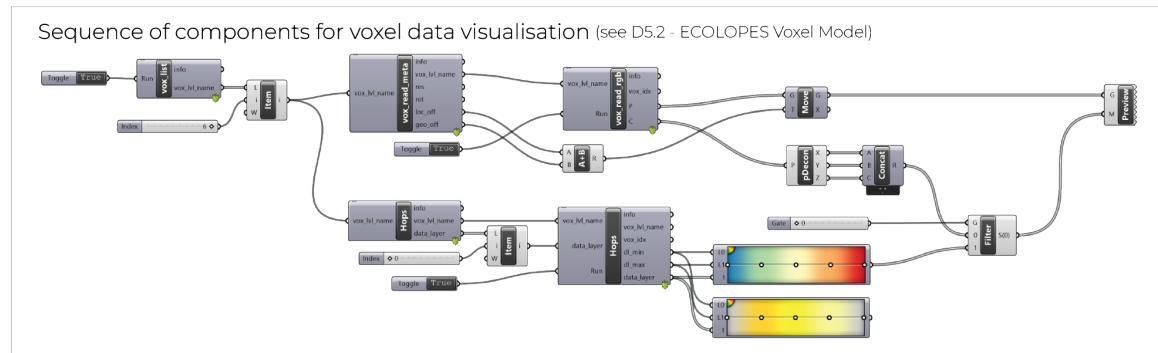 Sequence of components for voxel data visualisation (see D5.2 - ECOLOPES Voxel Model)
Toggle True
Run vox_list info vox_lvl_name
Index 6
L i W Item i
vox_lvl_name vox_read_meta info vox_lvl_name res rot loc_off geo_off
Toggle True
A B A+B R
vox_lvl_name Run vox_read_rgb info vox_idx P C
G T Move G X
P pDecon X Y Z
A B C Concat R
G M Preview
vox_lvl_name Hops info vox_lvl_name data_layer
Index 0
L i W Item i
Toggle True
vox_lvl_name data_layer Run Hops info vox_lvl_name vox_idx dl_min dl_max data_layer
L0 L1 t
L0 L1 t
Gate 0
G 0 1 Filter S(0)